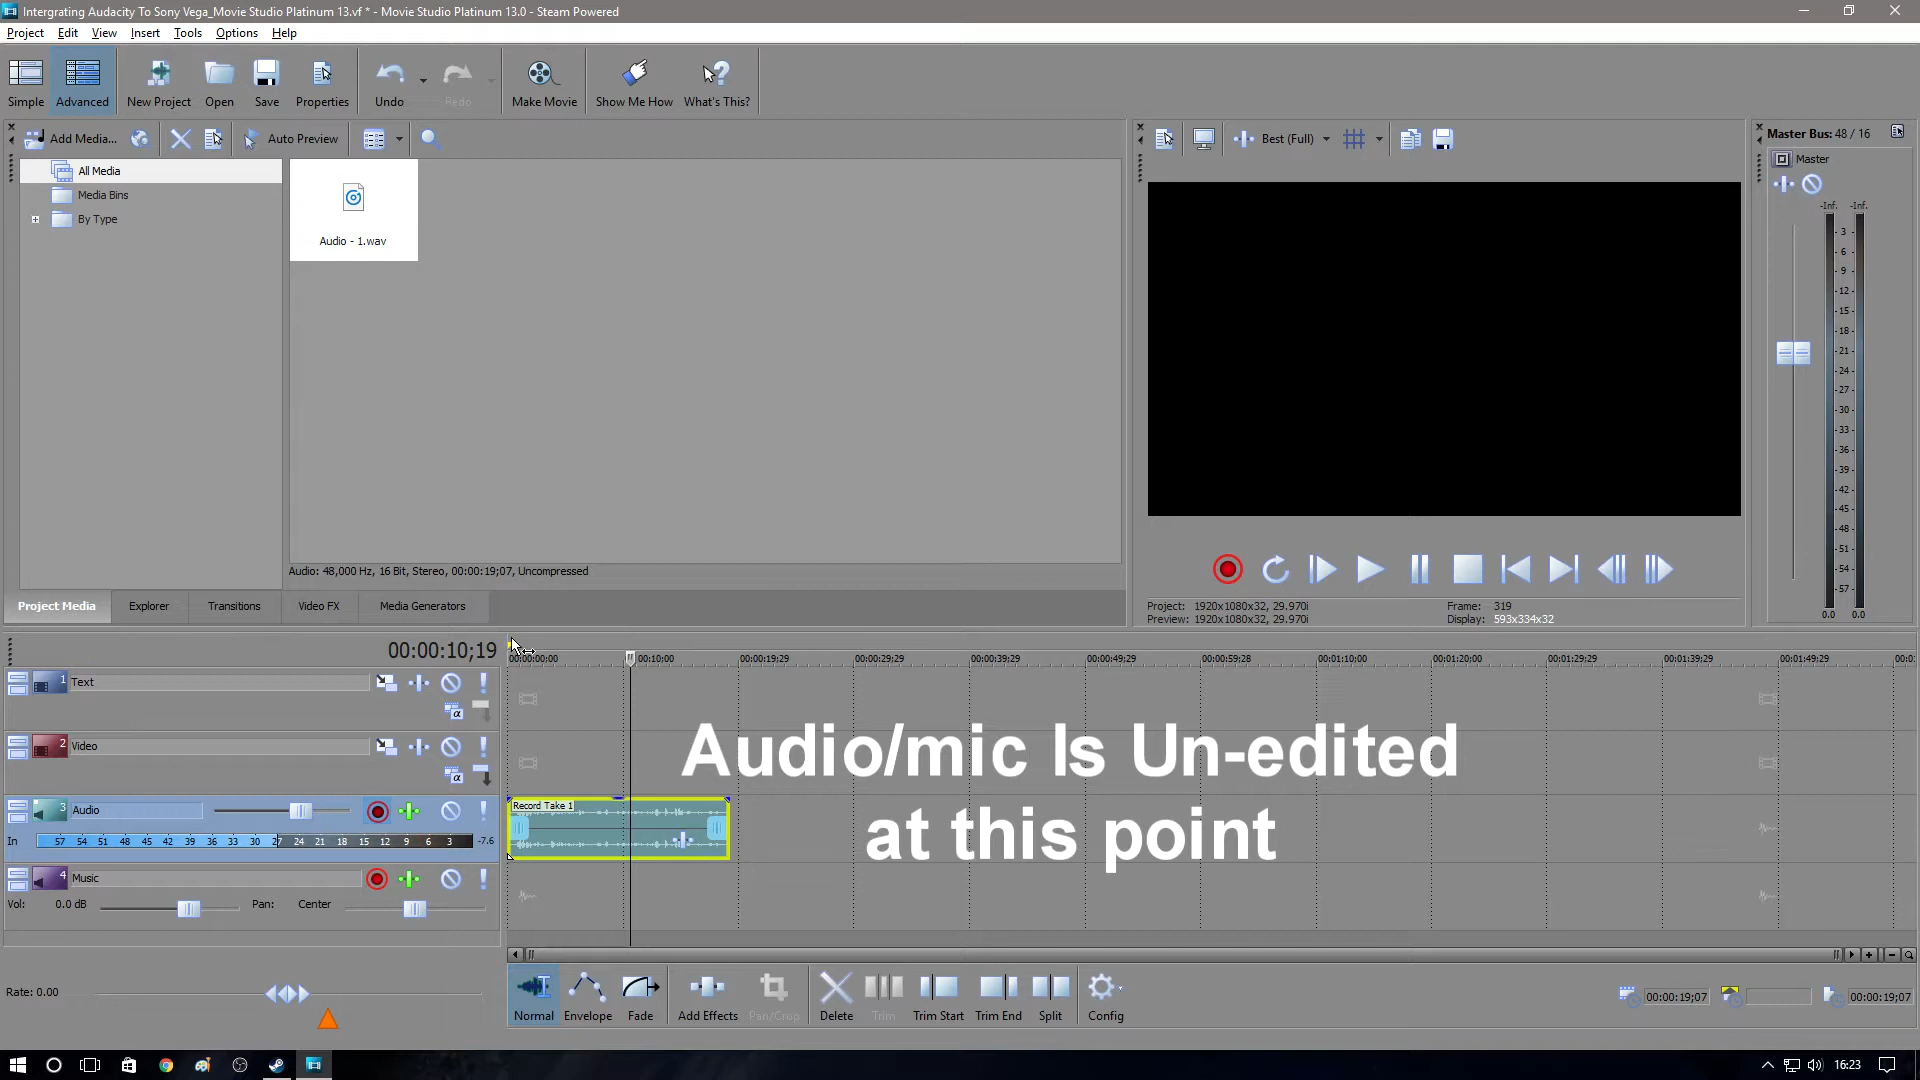 Intergrating Audacity To Sony Vega_Movie Studio Platinum 13.vf * - Movie Studio Platinum 13.0 - Steam Powered
Project Edit View Insert Tools Options Help
Simple Advanced New Project Open Save Properties Undo Redo Make Movie Show Me How What's This?
Add Media... Auto Preview
Best (Full)
Master Bus: 48 / 16
Master
All Media
Media Bins
By Type
Audio - 1.wav
-Inf. -Inf.
3
6
9
12
15
18
21
24
27
30
33
36
39
42
45
48
51
54
57
0.0 0.0
Audio: 48,000 Hz, 16 Bit, Stereo, 00:00:19;07, Uncompressed
Project Media Explorer Transitions Video FX Media Generators
Project: 1920x1080x32, 29.970i
Preview: 1920x1080x32, 29.970i
Frame: 319
Display: 593x334x32
00:00:10;19
00:00:00;00 00:10;00 00:00:19;29 00:00:29;29 00:00:39;29 00:00:49;29 00:00:59;28 00:01:10;00 00:01:20;00 00:01:29;29 00:01:39;29 00:01:49;29 00:0
1 Text
2 Video
3 Audio
In 57 54 51 48 45 42 39 36 33 30 27 24 21 18 15 12 9 6 3 -7.6
4 Music
Vol: 0.0 dB Pan: Center
Record Take 1
Audio/mic Is Un-edited
at this point
Rate: 0.00
Normal Envelope Fade Add Effects Pan/Crop Delete Trim Trim Start Trim End Split Config
00:00:19;07 00:00:19;07
16:23